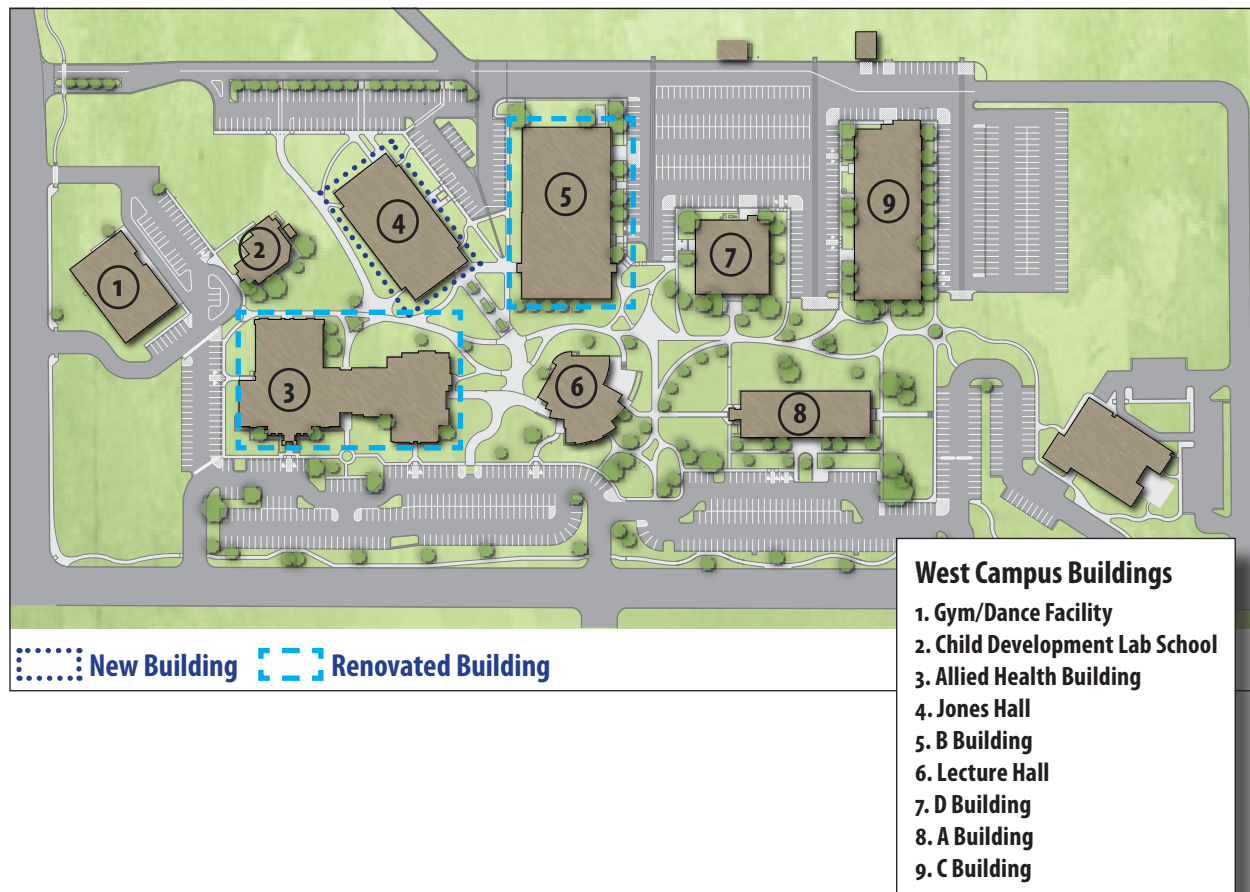 1
2
3
4
5
6
7
8
9
New Building
Renovated Building
West Campus Buildings
1. Gym/Dance Facility
2. Child Development Lab School
3. Allied Health Building
4. Jones Hall
5. B Building
6. Lecture Hall
7. D Building
8. A Building
9. C Building